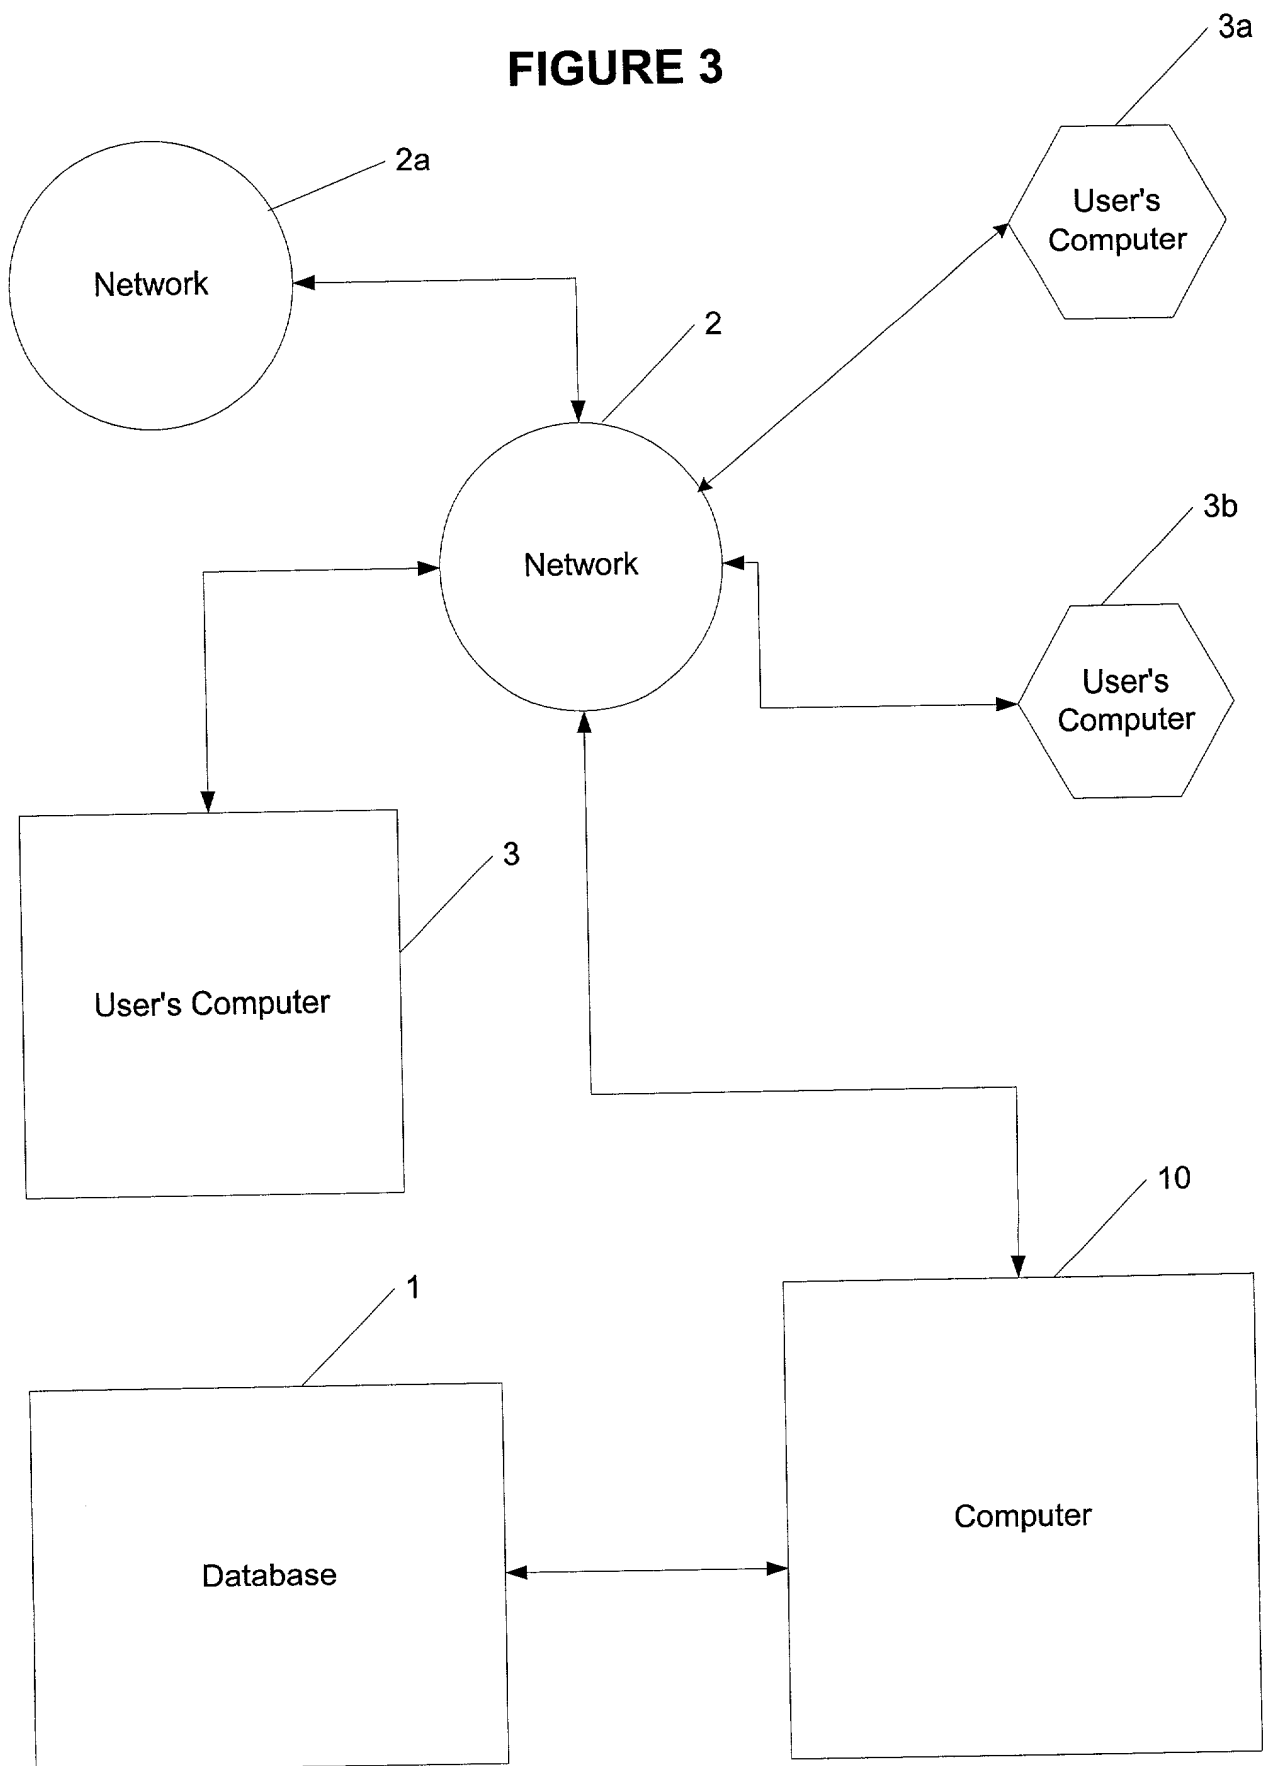 FIGURE 3
3a
2a
User's
Computer
Network
2
3b
Network
User's
Computer
3
User's Computer
10
1
Computer
Database